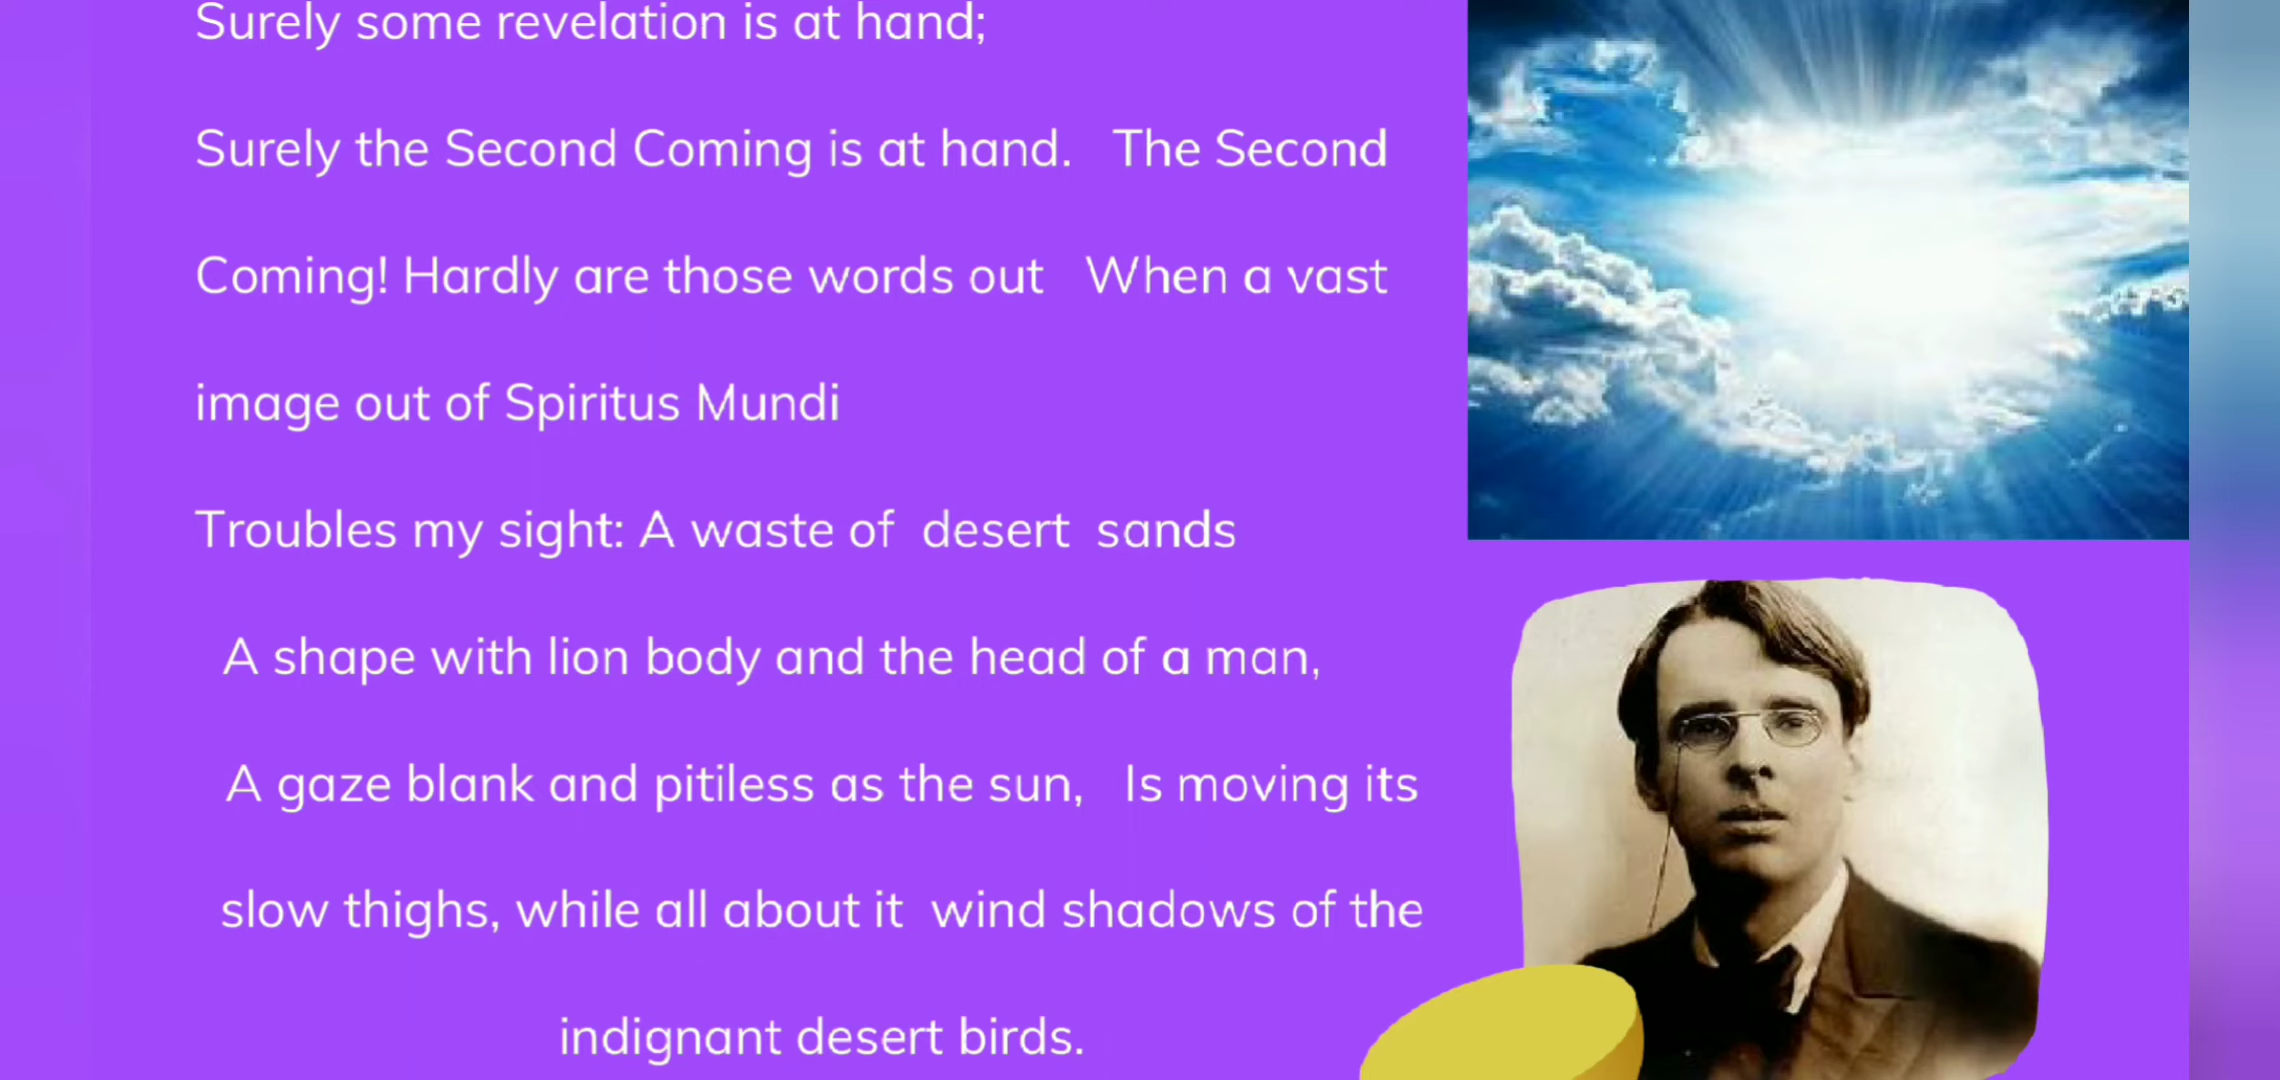 Surely some revelation is at hand;
Surely the Second Coming is at hand. The Second
Coming! Hardly are those words out When a vast
image out of Spiritus Mundi
Troubles my sight: A waste of desert sands
A shape with lion body and the head of a man,
A gaze blank and pitiless as the sun, Is moving its
slow thighs, while all about it wind shadows of the
indignant desert birds.